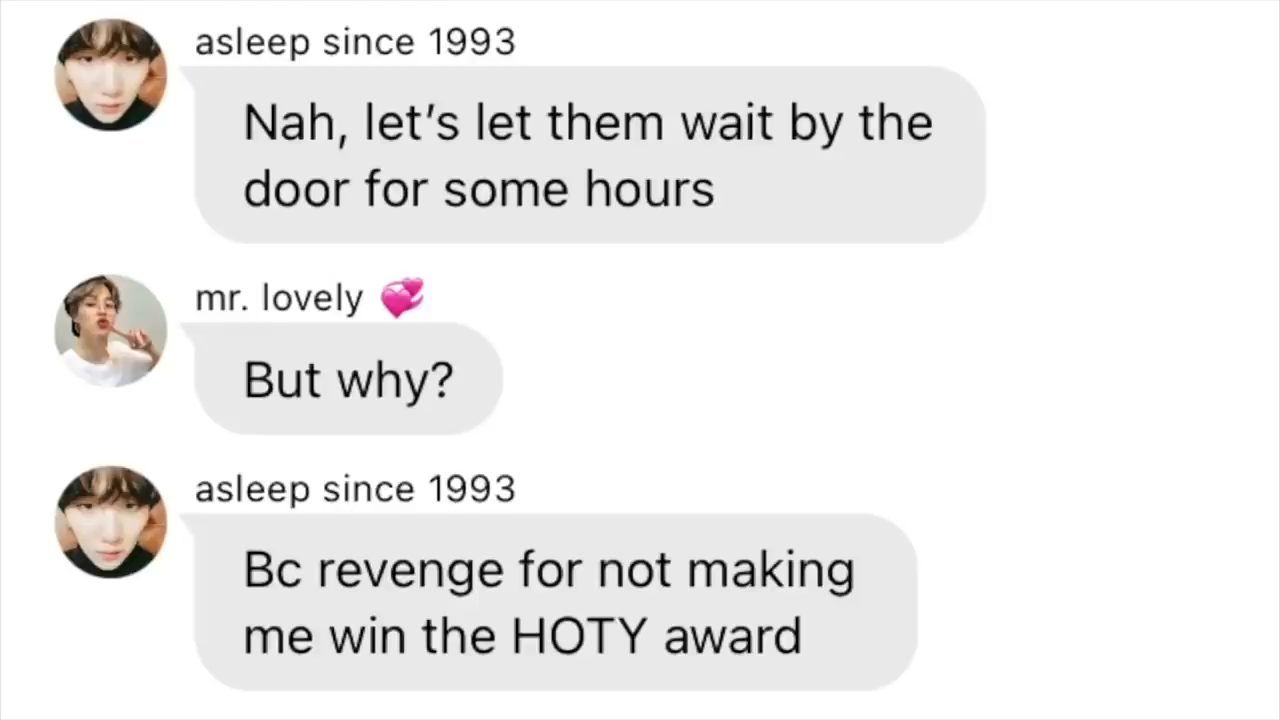 asleep since 1993
Nah, let’s let them wait by the
door for some hours
mr. lovely 💞
But why?
asleep since 1993
Bc revenge for not making
me win the HOTY award